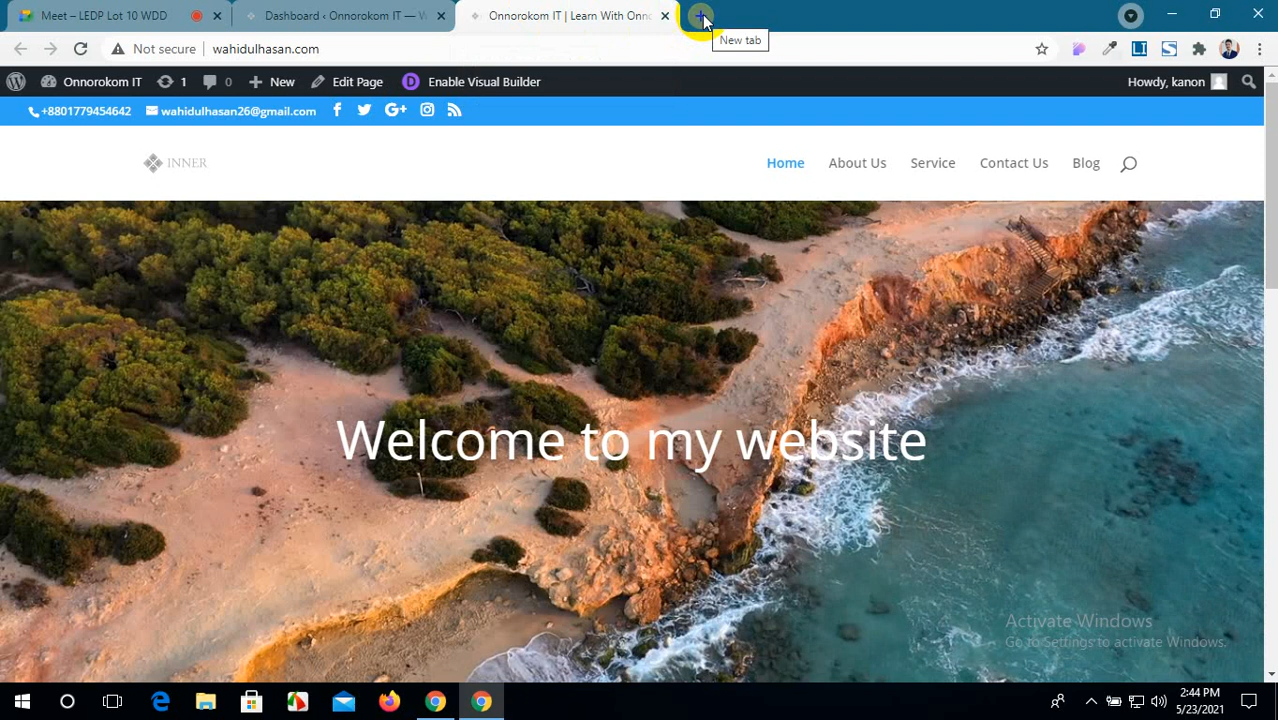 Meet – LEDP Lot 10 WDD
Dashboard ‹ Onnorokom IT — W
Onnorokom IT | Learn With Onno
New tab
Not secure
wahidulhasan.com
Onnorokom IT
1
0
New
Edit Page
D
Enable Visual Builder
Howdy, kanon
+8801779454642
wahidulhasan26@gmail.com
INNER
Home
About Us
Service
Contact Us
Blog
Welcome to my website
Activate Windows
Go to Settings to activate Windows.
2:44 PM
5/23/2021